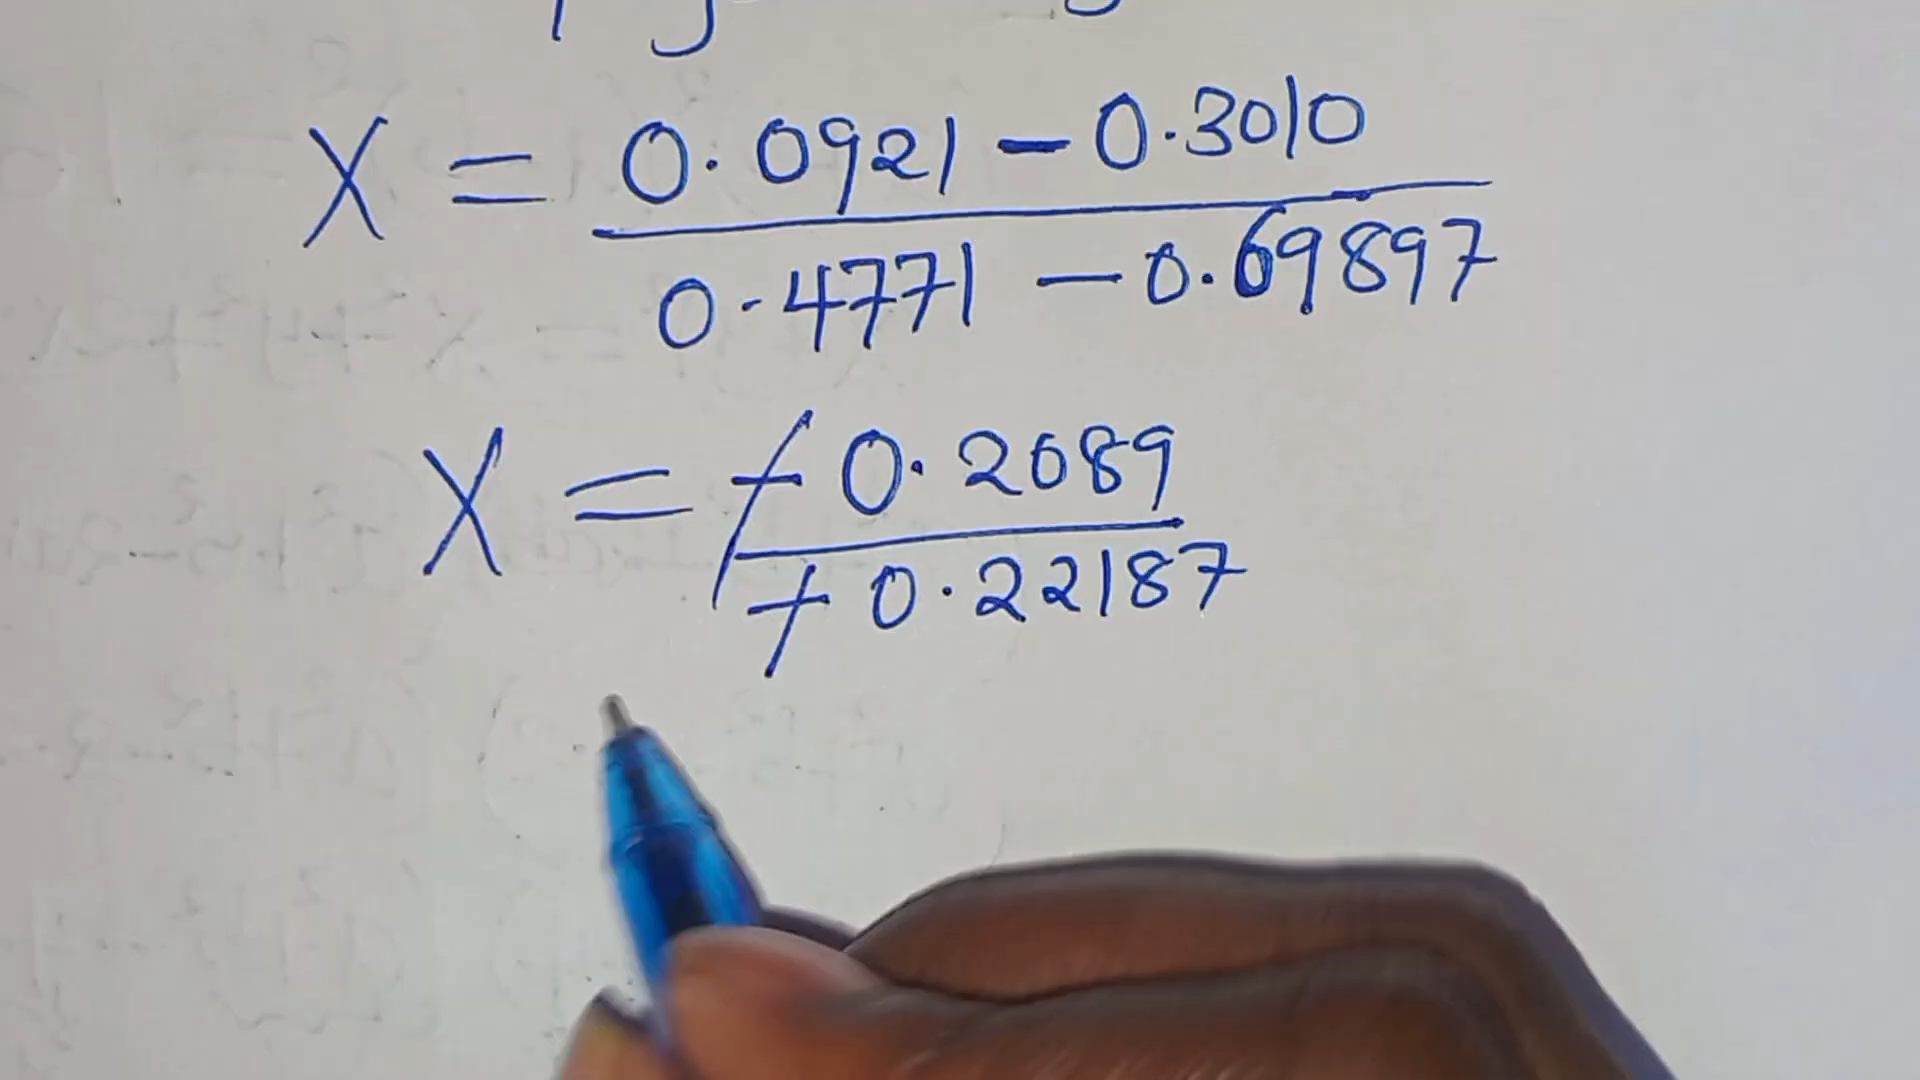 X = 0.0921 - 0.3010
0.4771 - 0.69897
X = - 0.2089
- 0.22187